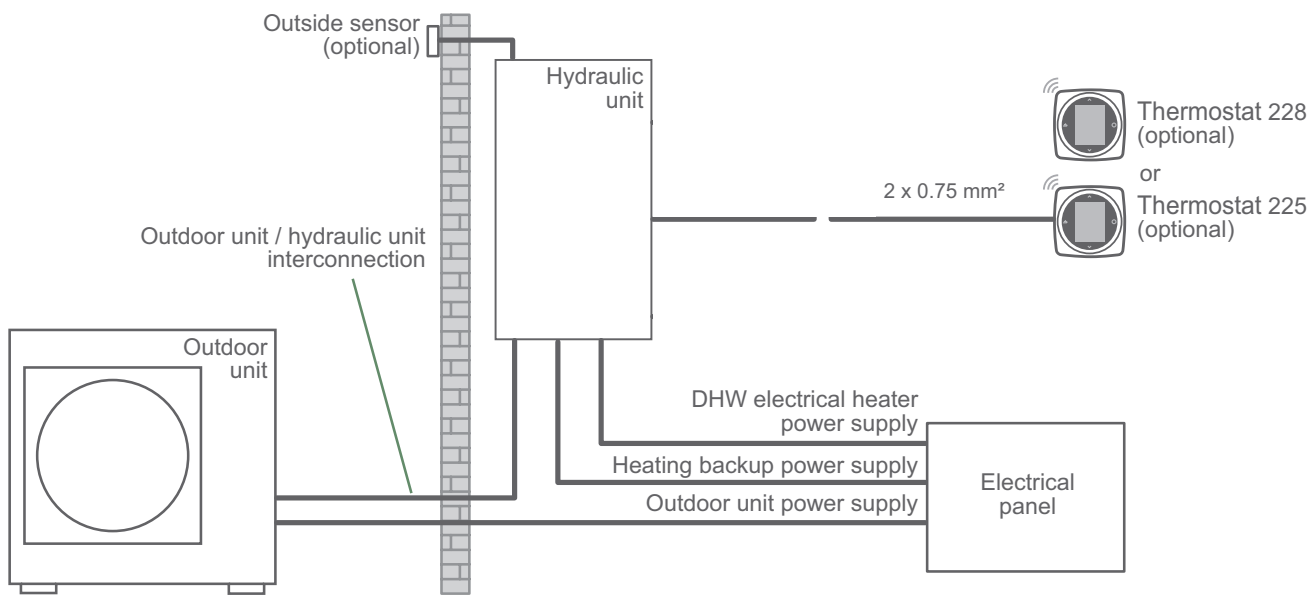 Outside sensor
(optional)
Hydraulic
unit
Thermostat 228
(optional)
or
2 x 0.75 mm²
Thermostat 225
(optional)
Outdoor unit / hydraulic unit
interconnection
Outdoor
unit
DHW electrical heater
power supply
Heating backup power supply
Outdoor unit power supply
Electrical
panel